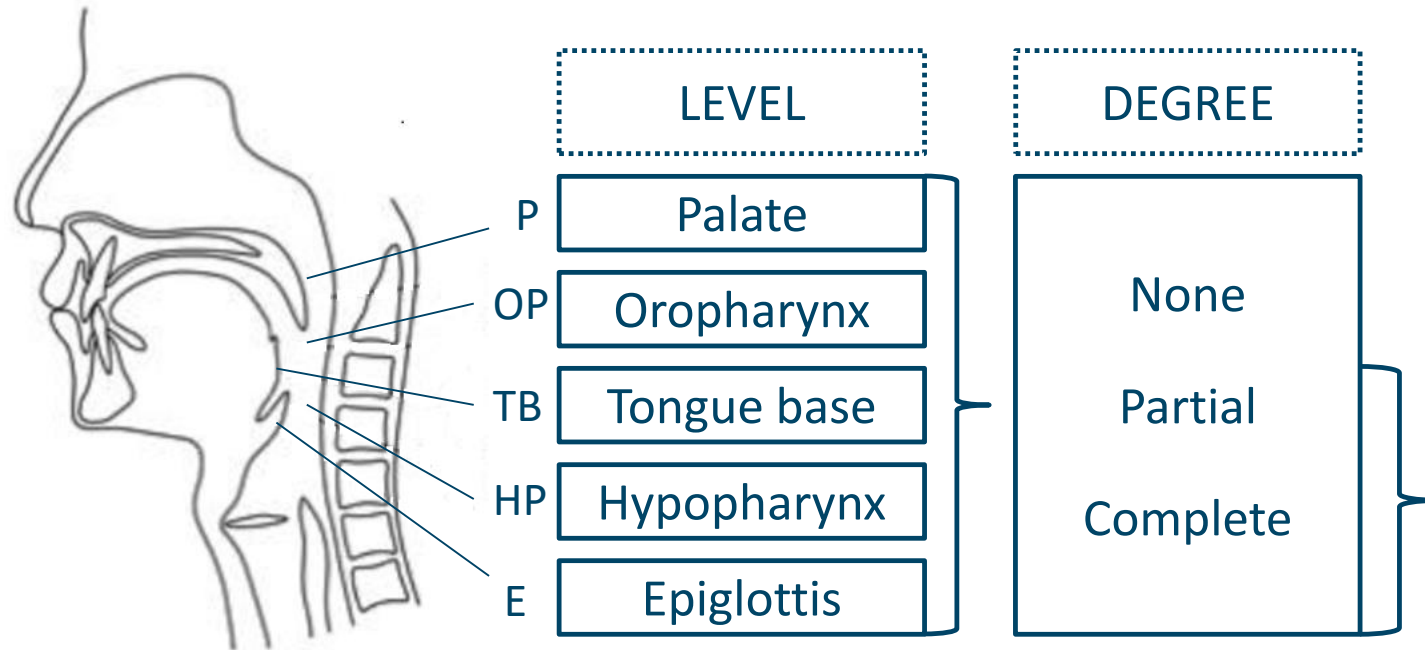 LEVEL
DEGREE
P
Palate
OP
Oropharynx
None
TB
Tongue base
Partial
HP
Hypopharynx
Complete
E
Epiglottis